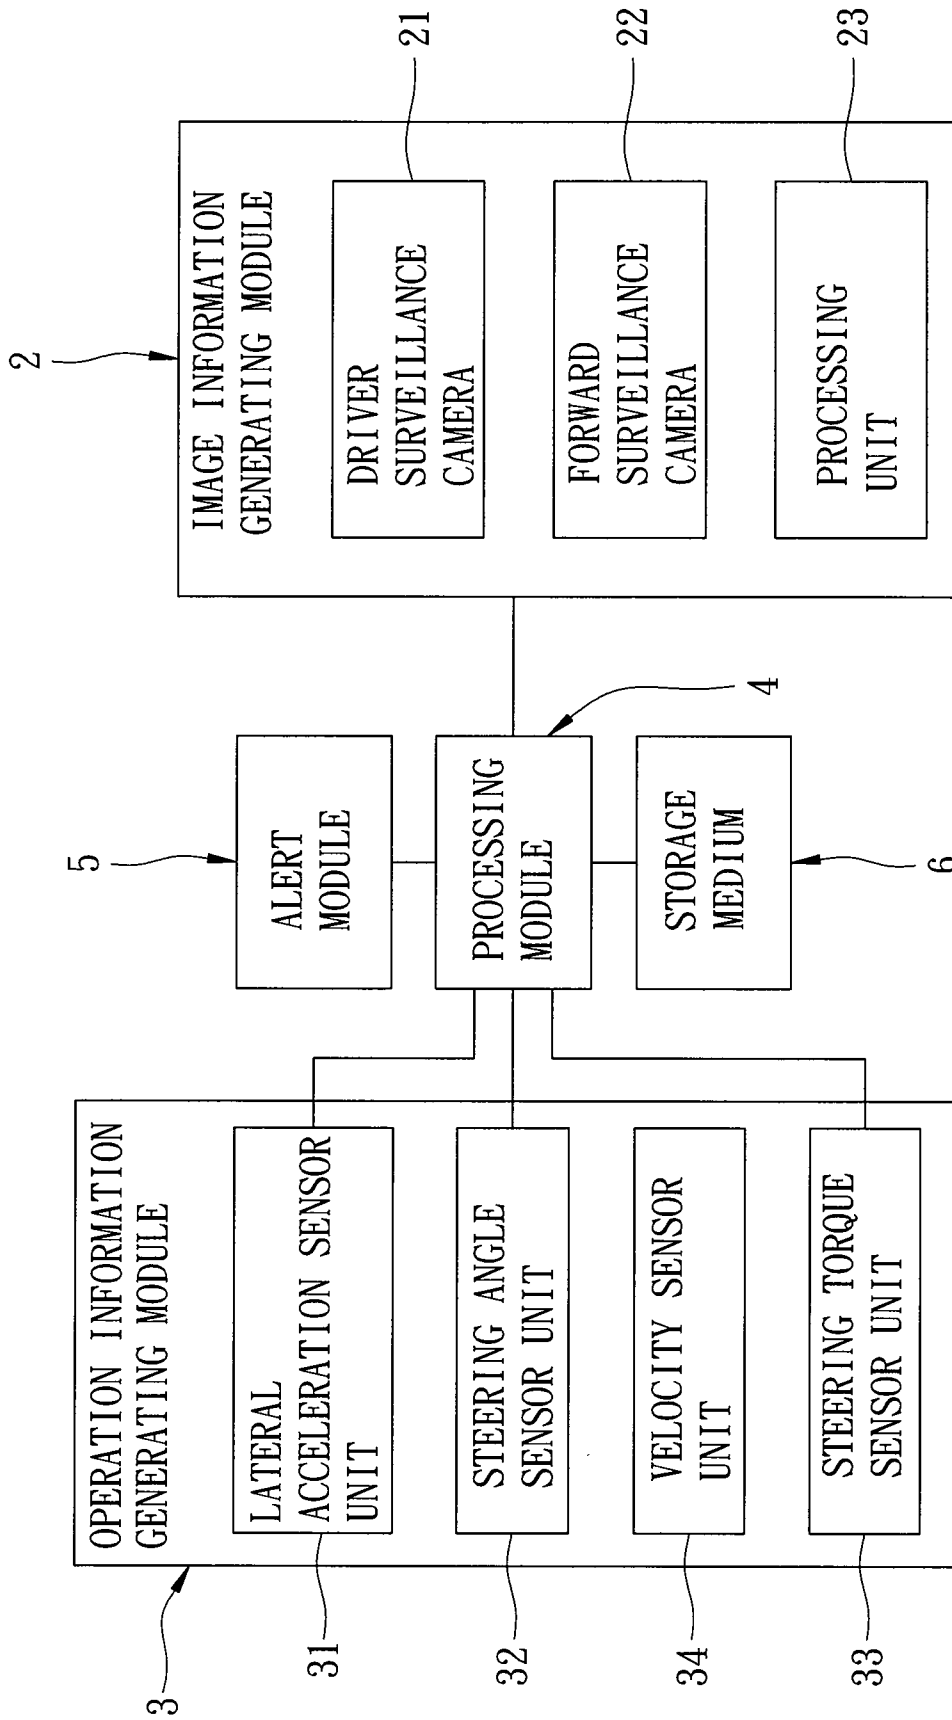 3
OPERATION INFORMATION
GENERATING MODULE
31
LATERAL
ACCELERATION SENSOR
UNIT
32
STEERING ANGLE
SENSOR UNIT
34
VELOCITY SENSOR
UNIT
33
STEERING TORQUE
SENSOR UNIT
5
ALERT
MODULE
PROCESSING
MODULE
4
STORAGE
MEDIUM
6
2
IMAGE INFORMATION
GENERATING MODULE
DRIVER
SURVEILLANCE
CAMERA
21
FORWARD
SURVEILLANCE
CAMERA
22
PROCESSING
UNIT
23